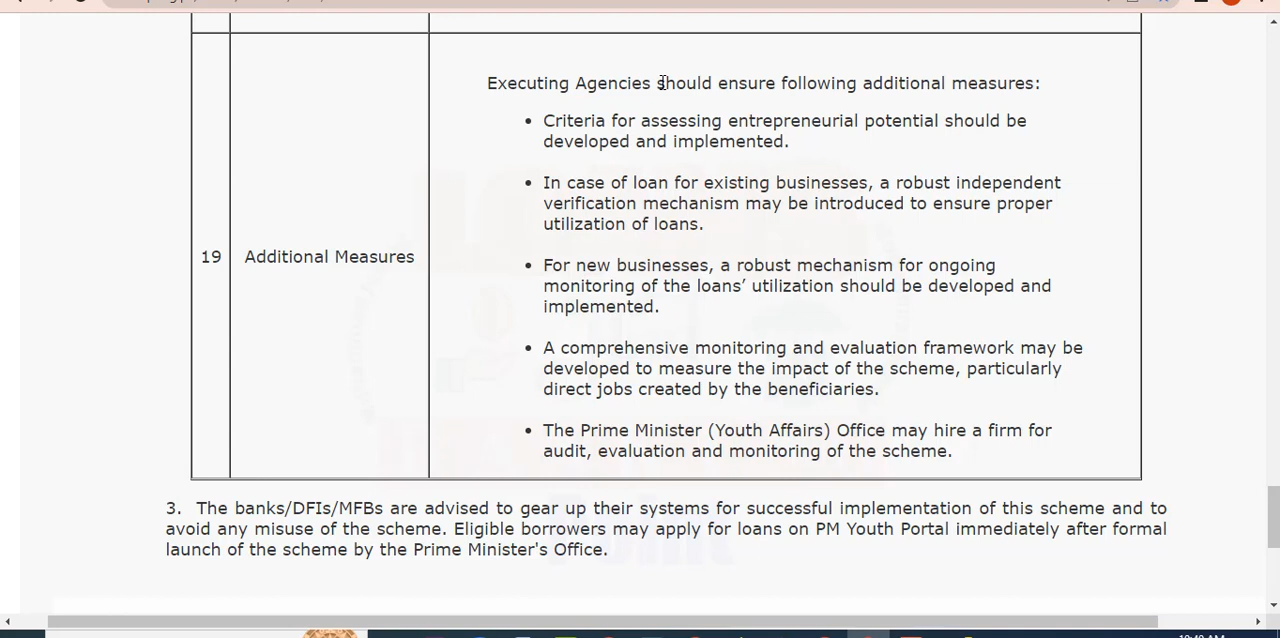 Executing Agencies should ensure following additional measures:
• Criteria for assessing entrepreneurial potential should be
developed and implemented.
• In case of loan for existing businesses, a robust independent
verification mechanism may be introduced to ensure proper
utilization of loans.
19 Additional Measures
• For new businesses, a robust mechanism for ongoing
monitoring of the loans’ utilization should be developed and
implemented.
• A comprehensive monitoring and evaluation framework may be
developed to measure the impact of the scheme, particularly
direct jobs created by the beneficiaries.
• The Prime Minister (Youth Affairs) Office may hire a firm for
audit, evaluation and monitoring of the scheme.
3. The banks/DFIs/MFBs are advised to gear up their systems for successful implementation of this scheme and to
avoid any misuse of the scheme. Eligible borrowers may apply for loans on PM Youth Portal immediately after formal
launch of the scheme by the Prime Minister's Office.